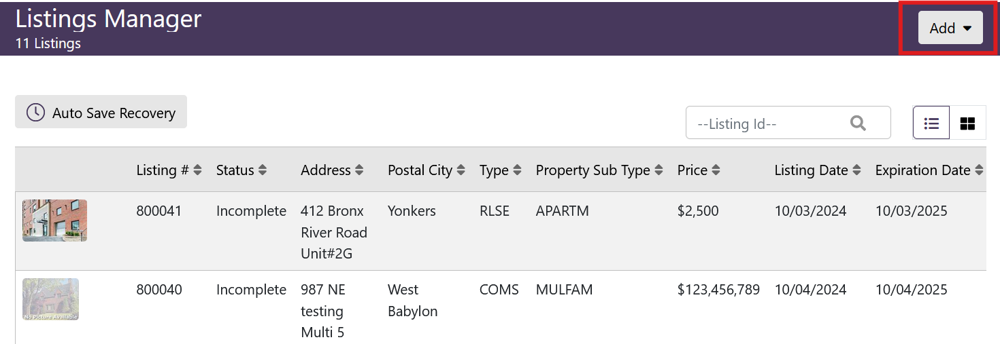 Listings Manager
11 Listings
Add
Auto Save Recovery
--Listing Id--
Listing # Status Address Postal City Type Property Sub Type Price Listing Date Expiration Date
800041 Incomplete 412 Bronx Yonkers RLSE APARTM $2,500 10/03/2024 10/03/2025
River Road
Unit#2G
800040 Incomplete 987 NE West COMS MULFAM $123,456,789 10/04/2024 10/04/2025
testing Babylon
No Picture Available
Multi 5